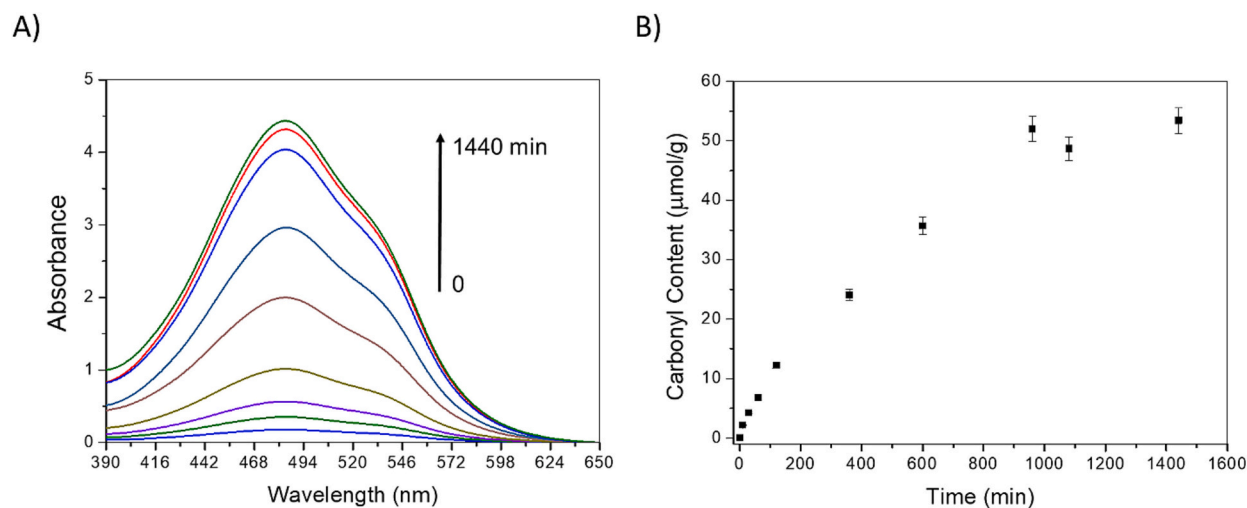 A)
B)
5
4
3
2
1
0
Absorbance
1440 min
0
390 416 442 468 494 520 546 572 598 624 650
Wavelength (nm)
60
50
40
30
20
10
0
Carbonyl Content (μmol/g)
0 200 400 600 800 1000 1200 1400 1600
Time (min)